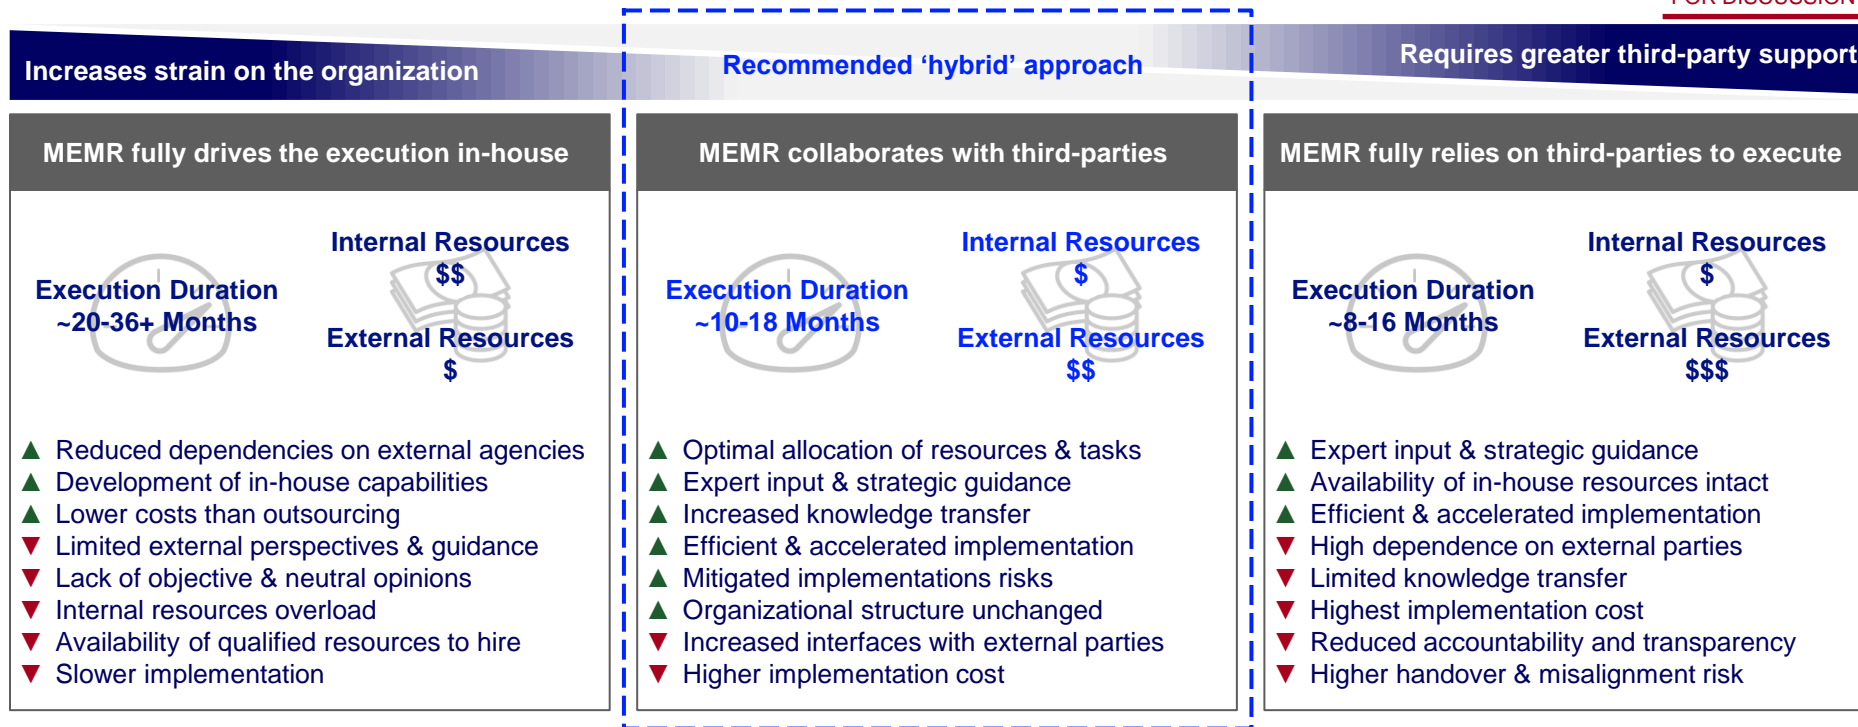 FOR DISCUSSION
Increases strain on the organization
Recommended ‘hybrid’ approach
Requires greater third-party support
MEMR fully drives the execution in-house
Execution Duration
~20-36+ Months
Internal Resources
$$
External Resources
$
▲ Reduced dependencies on external agencies
▲ Development of in-house capabilities
▲ Lower costs than outsourcing
▼ Limited external perspectives & guidance
▼ Lack of objective & neutral opinions
▼ Internal resources overload
▼ Availability of qualified resources to hire
▼ Slower implementation
MEMR collaborates with third-parties
Execution Duration
~10-18 Months
Internal Resources
$
External Resources
$$
▲ Optimal allocation of resources & tasks
▲ Expert input & strategic guidance
▲ Increased knowledge transfer
▲ Efficient & accelerated implementation
▲ Mitigated implementations risks
▲ Organizational structure unchanged
▼ Increased interfaces with external parties
▼ Higher implementation cost
MEMR fully relies on third-parties to execute
Execution Duration
~8-16 Months
Internal Resources
$
External Resources
$$$
▲ Expert input & strategic guidance
▲ Availability of in-house resources intact
▲ Efficient & accelerated implementation
▼ High dependence on external parties
▼ Limited knowledge transfer
▼ Highest implementation cost
▼ Reduced accountability and transparency
▼ Higher handover & misalignment risk